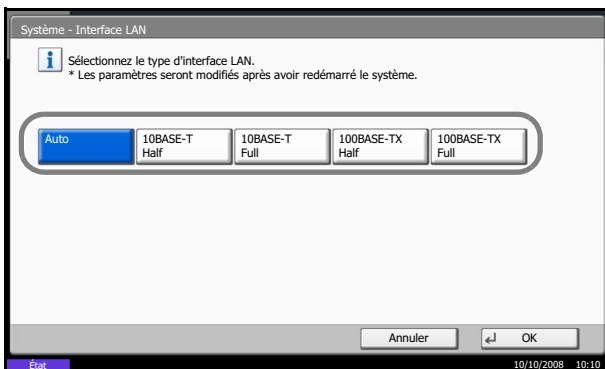 Système - Interface LAN
Sélectionnez le type d'interface LAN.
* Les paramètres seront modifiés après avoir redémarré le système.
Auto
10BASE-T
Half
10BASE-T
Full
100BASE-TX
Half
100BASE-TX
Full
Annuler
OK
État
10/10/2008 10:10